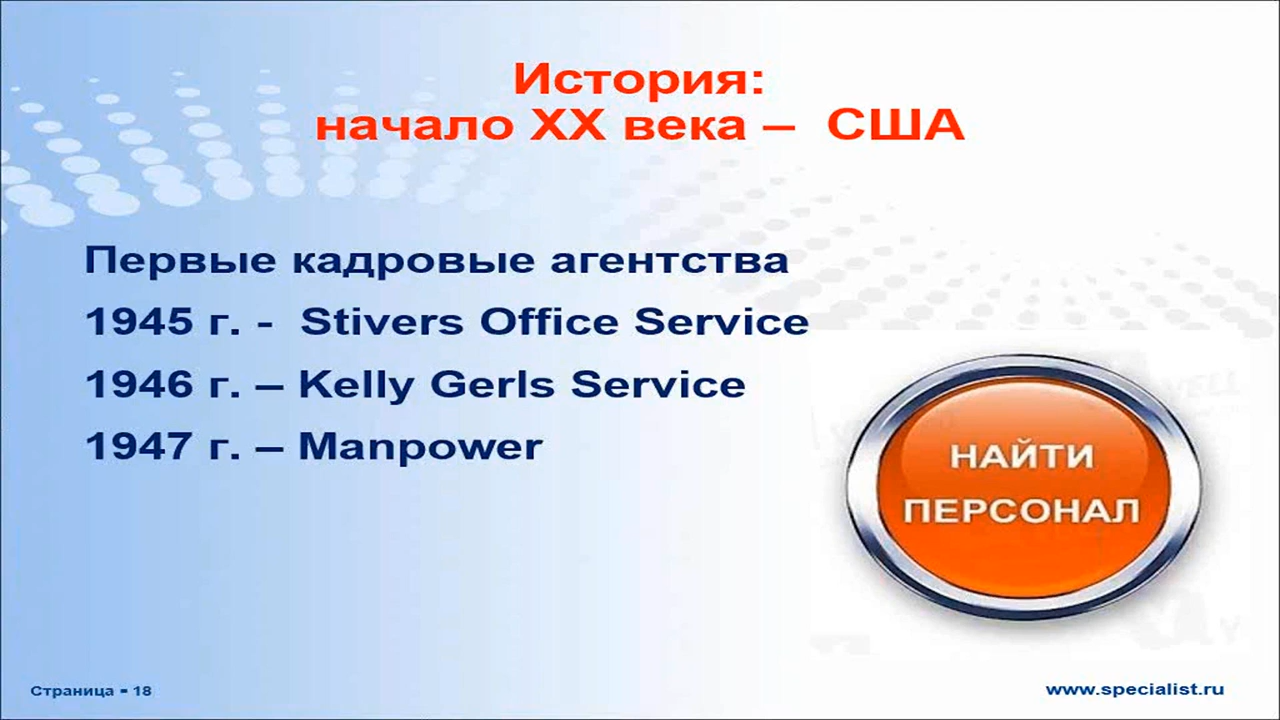 История:
начало XX века – США
Первые кадровые агентства
1945 г. - Stivers Office Service
1946 г. – Kelly Gerls Service
1947 г. – Manpower
НАЙТИ
ПЕРСОНАЛ
Страница ▪ 18
www.specialist.ru